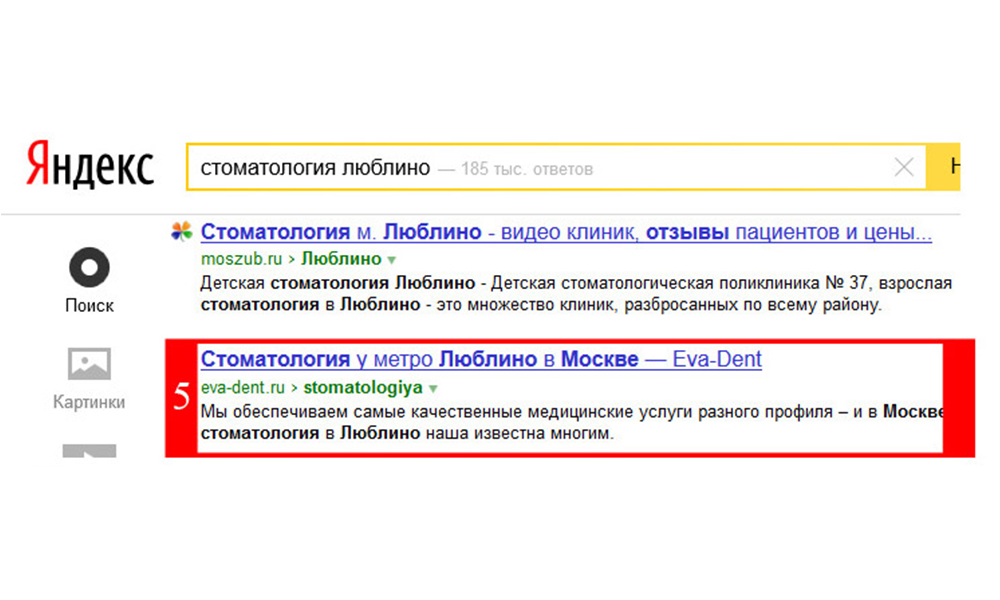 Яндекс
стоматология люблино — 185 тыс. ответов
Н
Стоматология м. Люблино - видео клиник, отзывы пациентов и цены...
moszub.ru › Люблино
Детская стоматология Люблино - Детская стоматологическая поликлиника № 37, взрослая
стоматология в Люблино - это множество клиник, разбросанных по всему району.
Поиск
Стоматология у метро Люблино в Москве — Eva-Dent
5
eva-dent.ru › stomatologiya
Картинки
Мы обеспечиваем самые качественные медицинские услуги разного профиля – и в Москве
стоматология в Люблино наша известна многим.